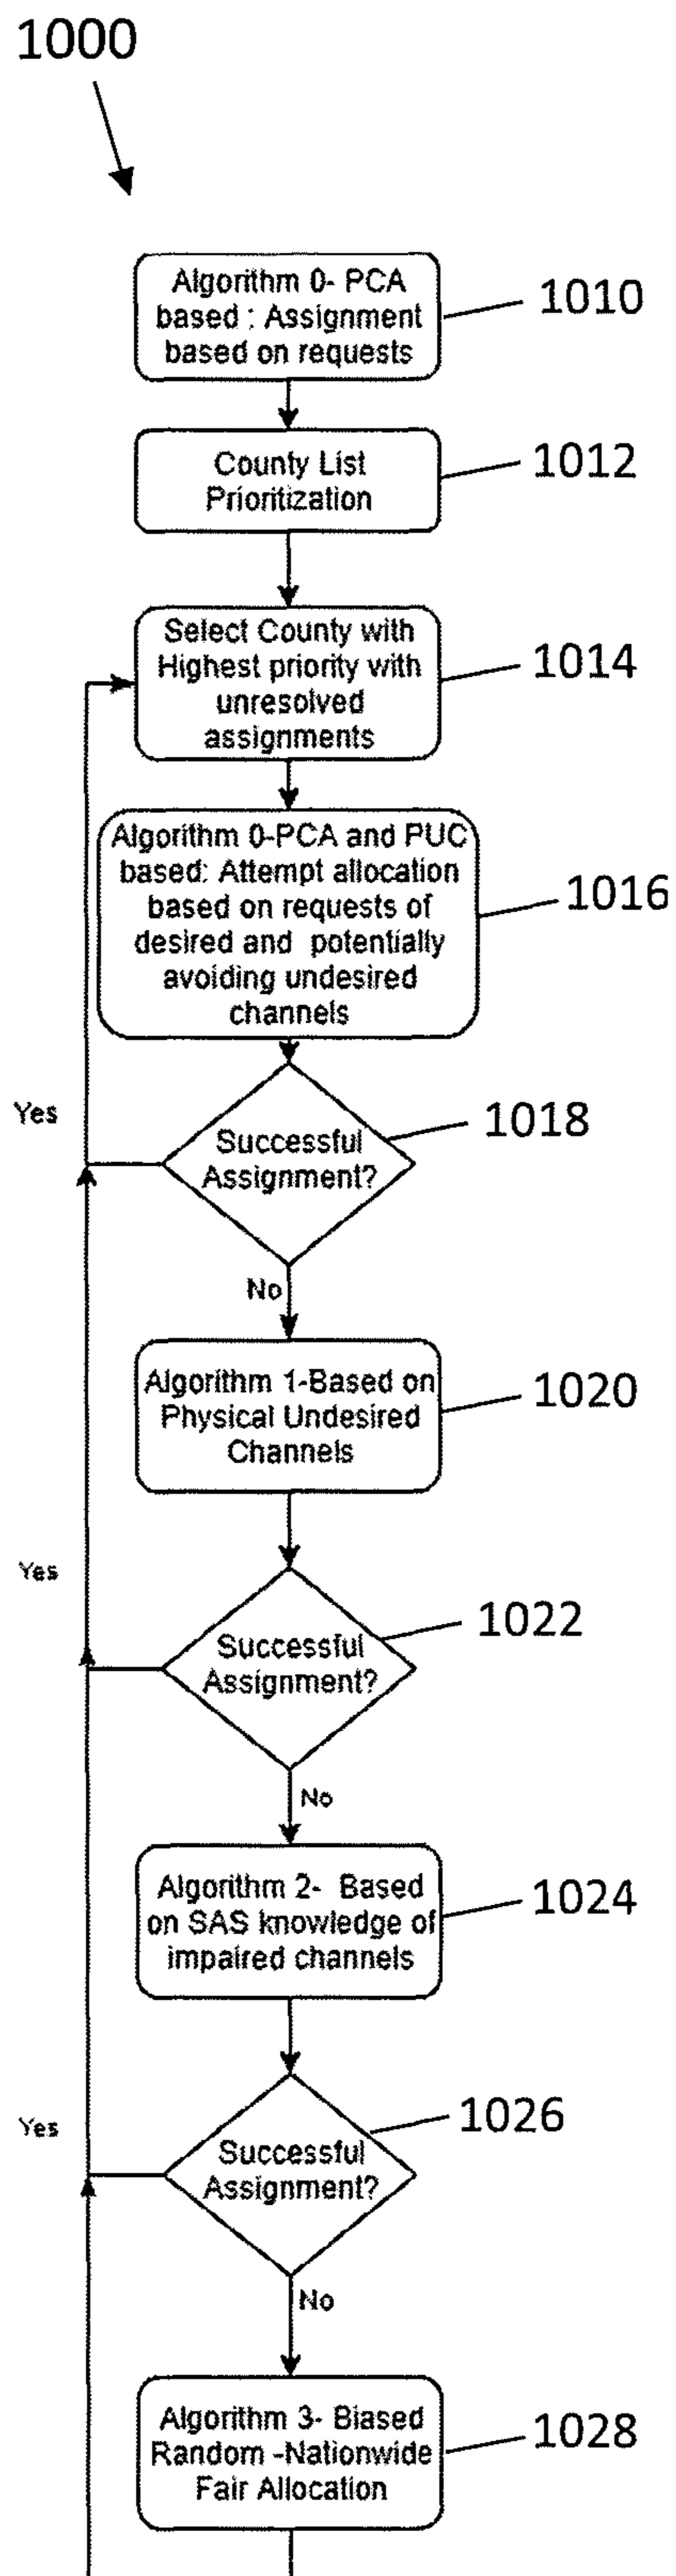 1000
Algorithm 0- PCA
based : Assignment
based on requests
1010
County List
Prioritization
1012
Select County with
Highest priority with
unresolved
assignments
1014
Algorithm 0-PCA and PUC
based: Attempt allocation
based on requests of
desired and potentially
avoiding undesired
channels
1016
Yes
Successful
Assignment?
1018
No
Algorithm 1-Based on
Physical Undesired
Channels
1020
Yes
Successful
Assignment?
1022
No
Algorithm 2- Based
on SAS knowledge of
impaired channels
1024
Yes
Successful
Assignment?
1026
No
Algorithm 3- Biased
Random -Nationwide
Fair Allocation
1028